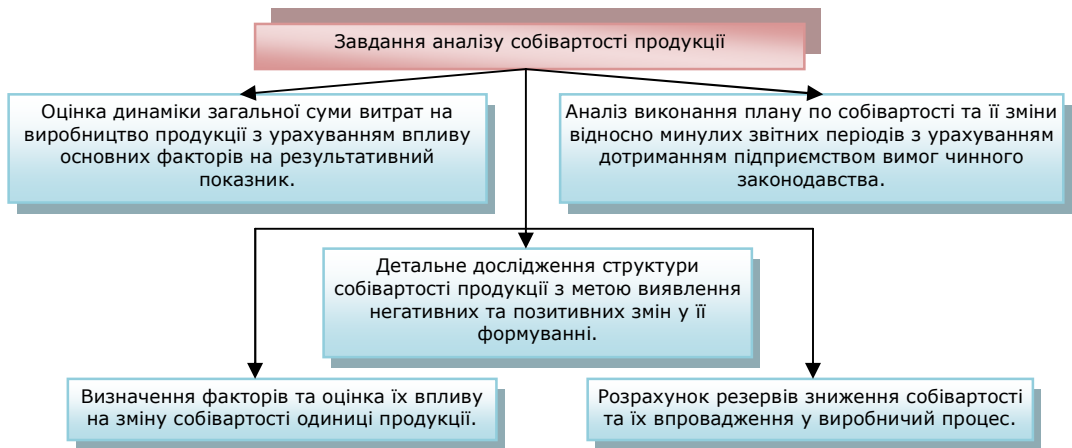 Завдання аналізу собівартості продукції
Оцінка динаміки загальної суми витрат на
виробництво продукції з урахуванням впливу
основних факторів на результативний
показник.
Аналіз виконання плану по собівартості та її зміни
відносно минулих звітних періодів з урахуванням
дотриманням підприємством вимог чинного
законодавства.
Детальне дослідження структури
собівартості продукції з метою виявлення
негативних та позитивних змін у її
формуванні.
Визначення факторів та оцінка їх впливу
на зміну собівартості одиниці продукції.
Розрахунок резервів зниження собівартості
та їх впровадження у виробничий процес.